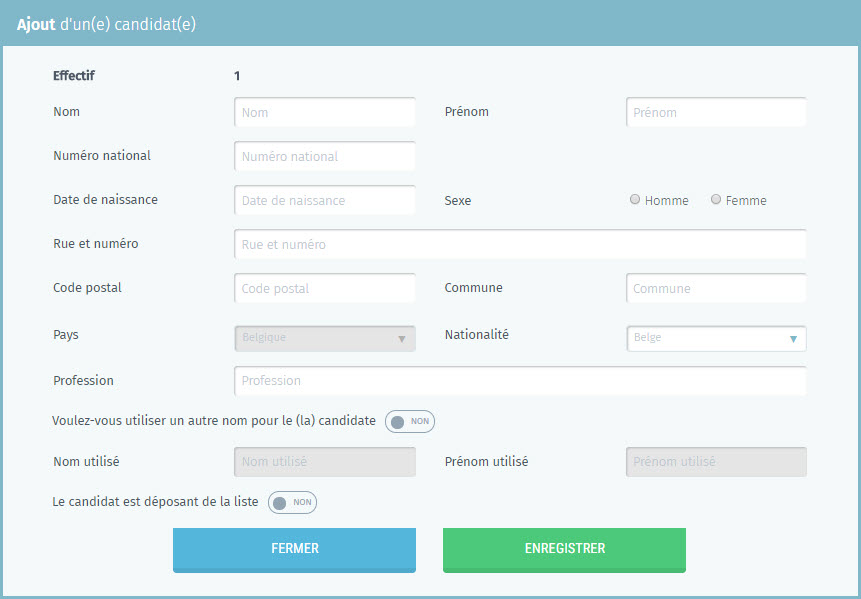 Ajout d'un(e) candidat(e)
Effectif 1
Nom Nom Prénom Prénom
Numéro national Numéro national
Date de naissance Date de naissance Sexe Homme Femme
Rue et numéro Rue et numéro
Code postal Code postal Commune Commune
Pays Belgique Nationalité Belge
Profession Profession
Voulez-vous utiliser un autre nom pour le (la) candidate NON
Nom utilisé Nom utilisé Prénom utilisé Prénom utilisé
Le candidat est déposant de la liste NON
FERMER ENREGISTRER